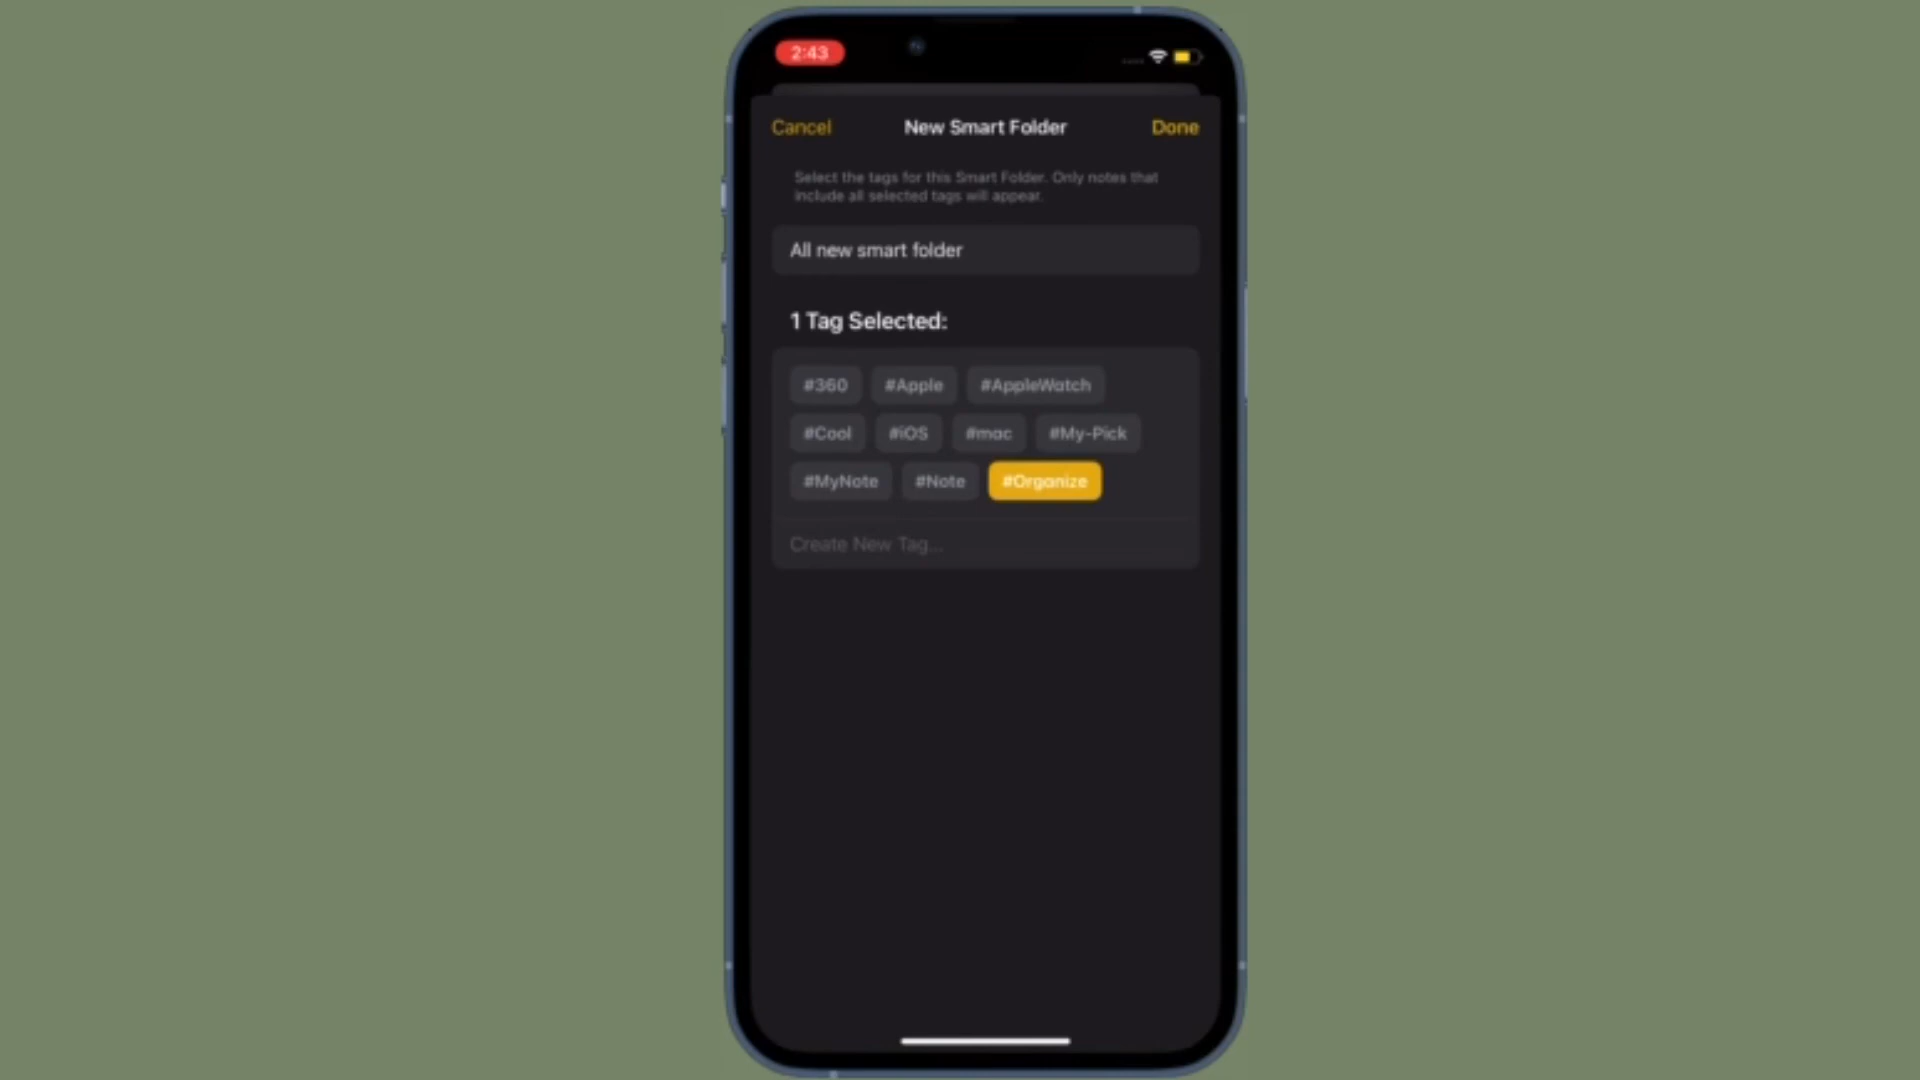 2:43
Cancel New Smart Folder Done
Select the tags for this Smart Folder. Only notes that
include all selected tags will appear.
All new smart folder
1 Tag Selected:
#360 #Apple #AppleWatch
#Cool #iOS #mac #My-Pick
#MyNote #Note #Organize
Create New Tag...